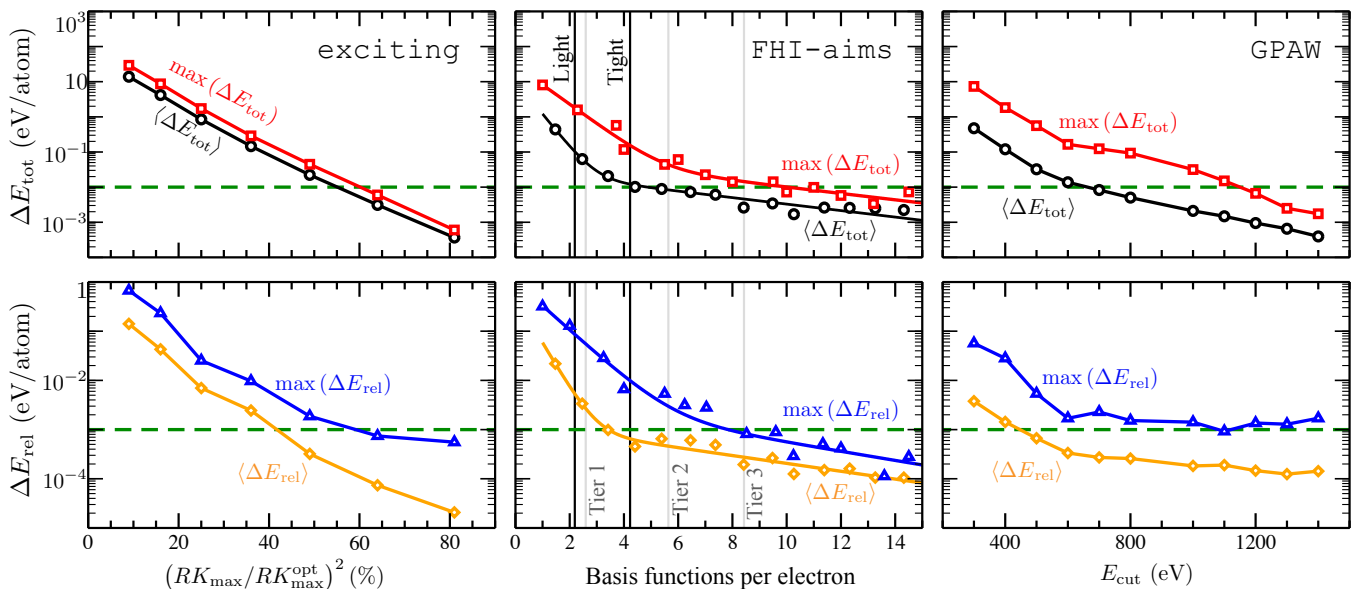 10³
10
10⁻¹
10⁻³
ΔE_tot (eV/atom)
exciting
max (ΔE_tot)
⟨ΔE_tot⟩
Light
Tight
FHI-aims
max (ΔE_tot)
⟨ΔE_tot⟩
GPAW
max (ΔE_tot)
⟨ΔE_tot⟩
1
10⁻²
10⁻⁴
ΔE_rel (eV/atom)
max (ΔE_rel)
⟨ΔE_rel⟩
max (ΔE_rel)
⟨ΔE_rel⟩
Tier 1
Tier 2
Tier 3
max (ΔE_rel)
⟨ΔE_rel⟩
0 20 40 60 80
0 2 4 6 8 10 12 14
400 800 1200
(RK_max/RK_max^opt)² (%)
Basis functions per electron
E_cut (eV)